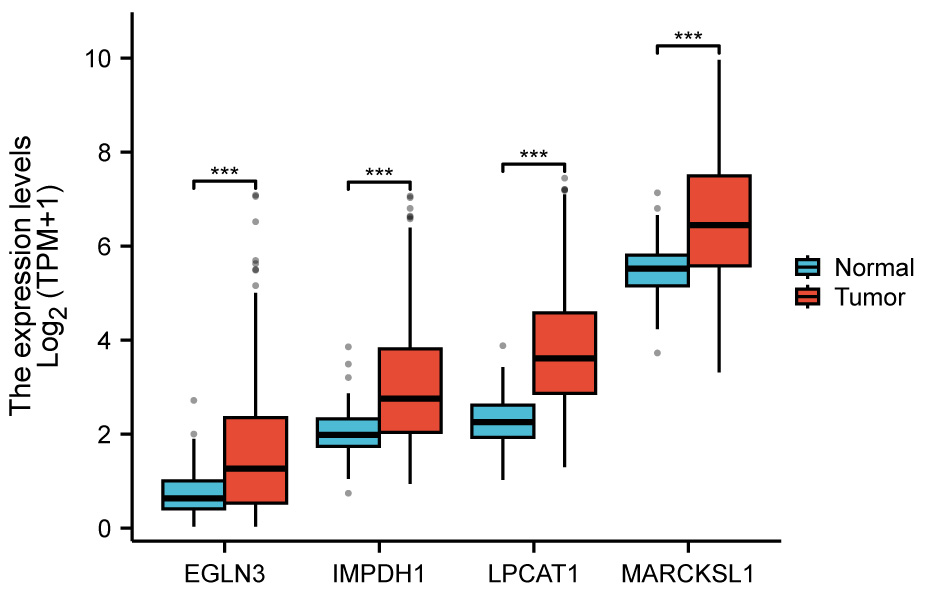 The expression levels
Log₂ (TPM+1)
10
8
6
4
2
0
***
***
***
***
EGLN3
IMPDH1
LPCAT1
MARCKSL1
Normal
Tumor